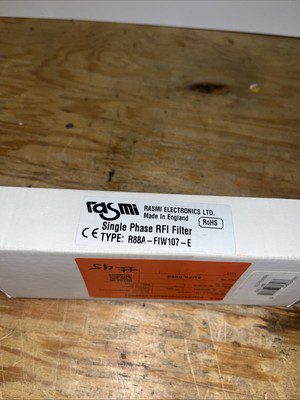 rasmi
RASMI ELECTRONICS LTD.
Made In England
RoHS
Single Phase RFI Filter
CE TYPE: R88A-FIW107-E